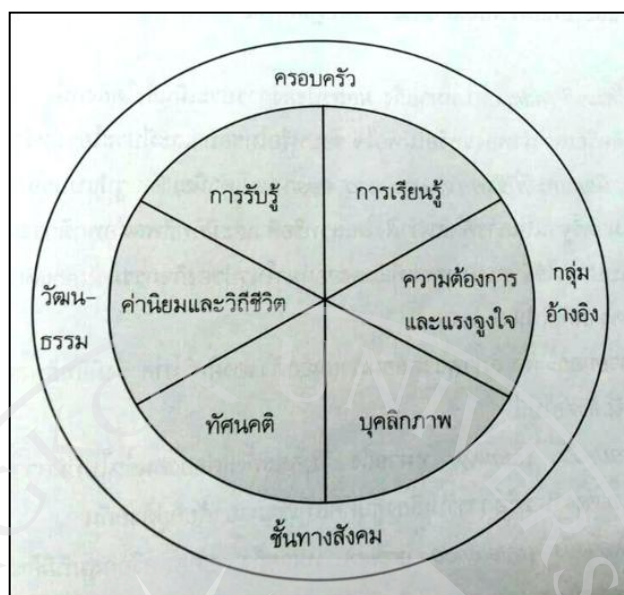 ครอบครัว
การรับรู้
การเรียนรู้
วัฒน-
ธรรม
ค่านิยมและวิถีชีวิต
ความต้องการ
และแรงจูงใจ
กลุ่ม
อ้างอิง
ทัศนคติ
บุคลิกภาพ
ชั้นทางสังคม